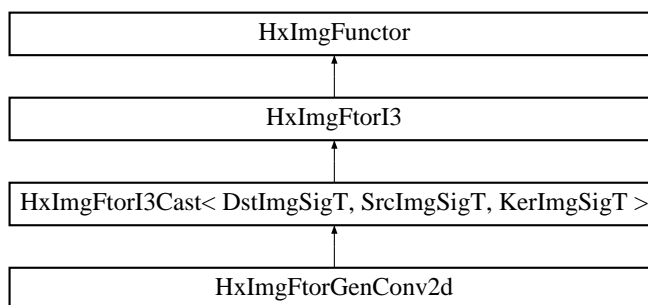 HxImgFunctor
HxImgFtorI3
HxImgFtorI3Cast< DstImgSigT, SrcImgSigT, KerImgSigT >
HxImgFtorGenConv2d